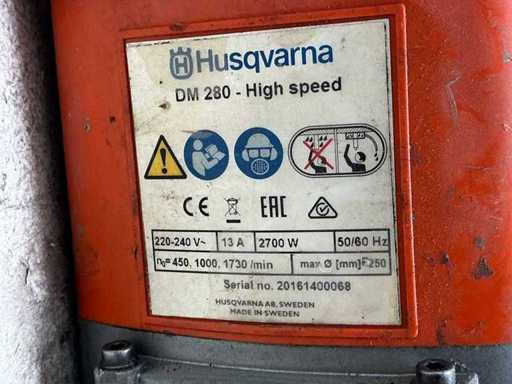 Husqvarna
DM 280 - High speed
CE EAC
220-240 V~ 13 A 2700 W 50/60 Hz
n₀= 450, 1000, 1730 /min max Ø [mm] 250
Serial no. 20161400068
HUSQVARNA AB, SWEDEN
MADE IN SWEDEN